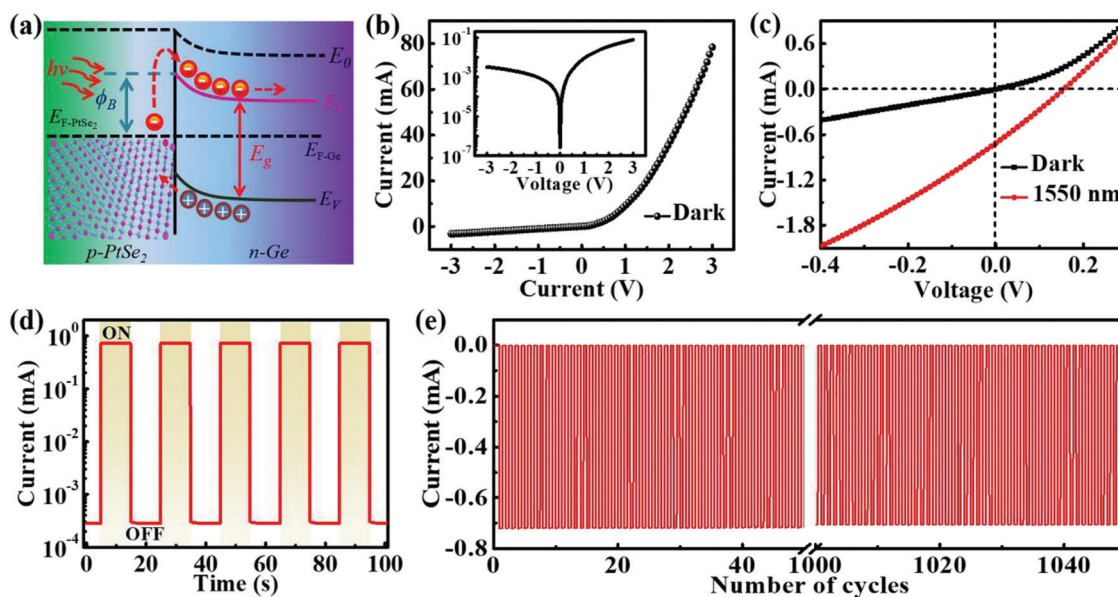 (a)
hν
ϕB
EF-PtSe2
E0
EF-Ge
Eg
EV
p-PtSe2
n-Ge
(b)
Current (mA)
80
60
40
20
0
10-1
10-3
10-5
10-7
-3 -2 -1 0 1 2 3
Voltage (V)
Dark
-3 -2 -1 0 1 2 3
Current (V)
(c)
Current (mA)
0.6
0.0
-0.6
-1.2
-1.8
Dark
1550 nm
-0.4 -0.2 0.0 0.2
Voltage (V)
(d)
Current (mA)
100
10-1
10-2
10-3
10-4
ON
OFF
0 20 40 60 80 100
Time (s)
(e)
Current (mA)
0.0
-0.2
-0.4
-0.6
-0.8
0 20 40 1000 1020 1040
Number of cycles